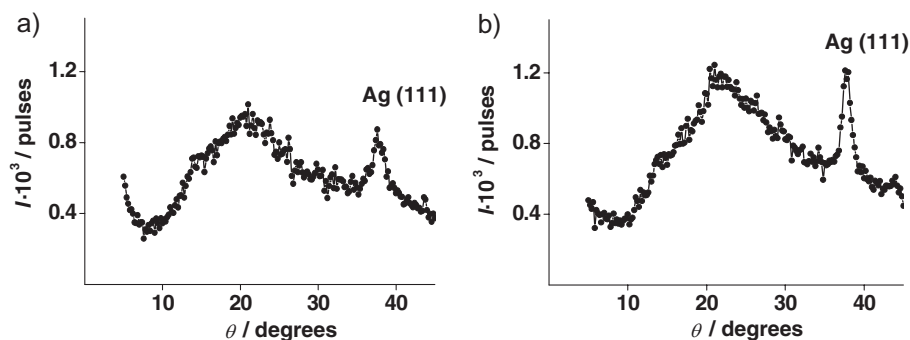 a)
Ag (111)
I·10³ / pulses
1.2
0.8
0.4
10 20 30 40
θ / degrees
b)
Ag (111)
I·10³ / pulses
1.2
0.8
0.4
10 20 30 40
θ / degrees